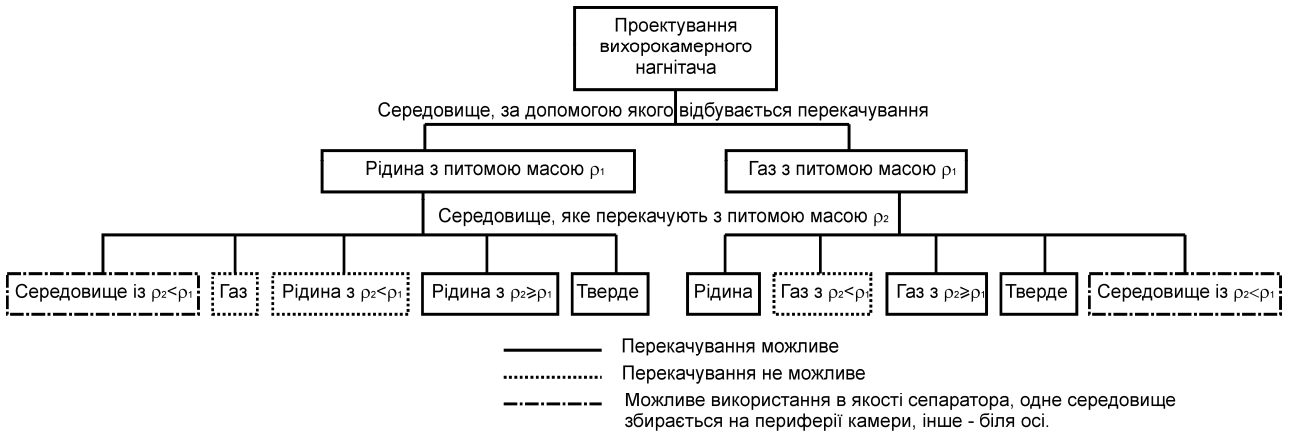 Проектування
вихорокамерного
нагнітача
Середовище, за допомогою якого відбувається перекачування
Рідина з питомою масою ρ₁
Газ з питомою масою ρ₁
Середовище, яке перекачують з питомою масою ρ₂
Середовище із ρ₂<ρ₁
Газ
Рідина з ρ₂<ρ₁
Рідина з ρ₂⩾ρ₁
Тверде
Рідина
Газ з ρ₂<ρ₁
Газ з ρ₂⩾ρ₁
Тверде
Середовище із ρ₂<ρ₁
Перекачування можливе
Перекачування не можливе
Можливе використання в якості сепаратора, одне середовище
збирається на периферії камери, інше - біля осі.